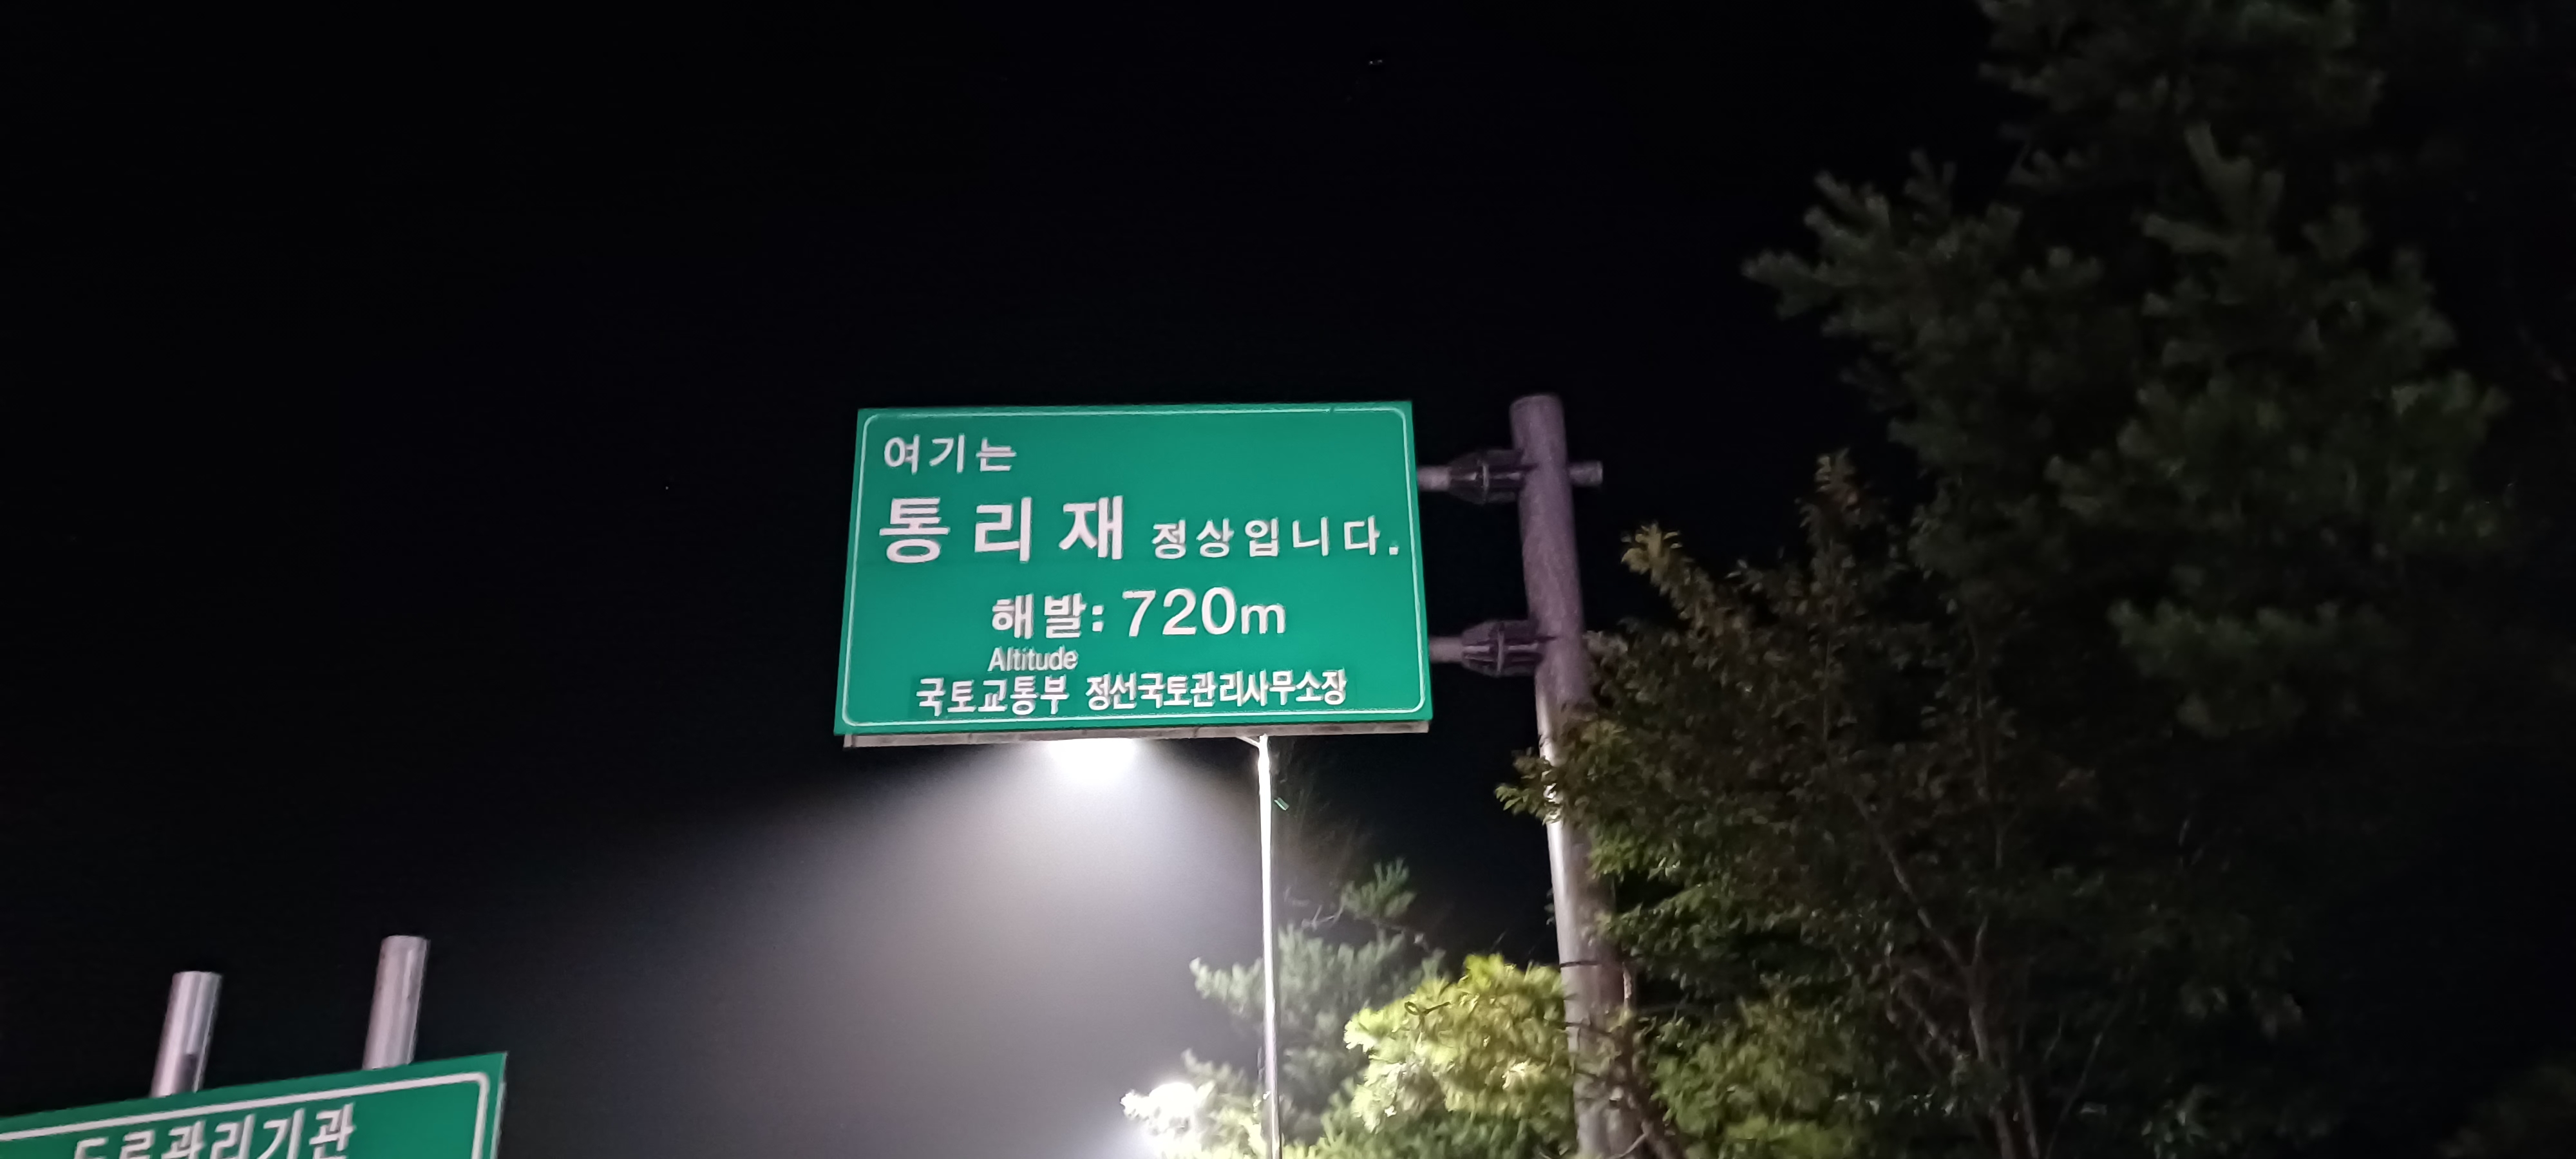 여기는
통리재 정상입니다.
해발: 720m
Altitude
국토교통부 정선국토관리사무소장
도로관리기관